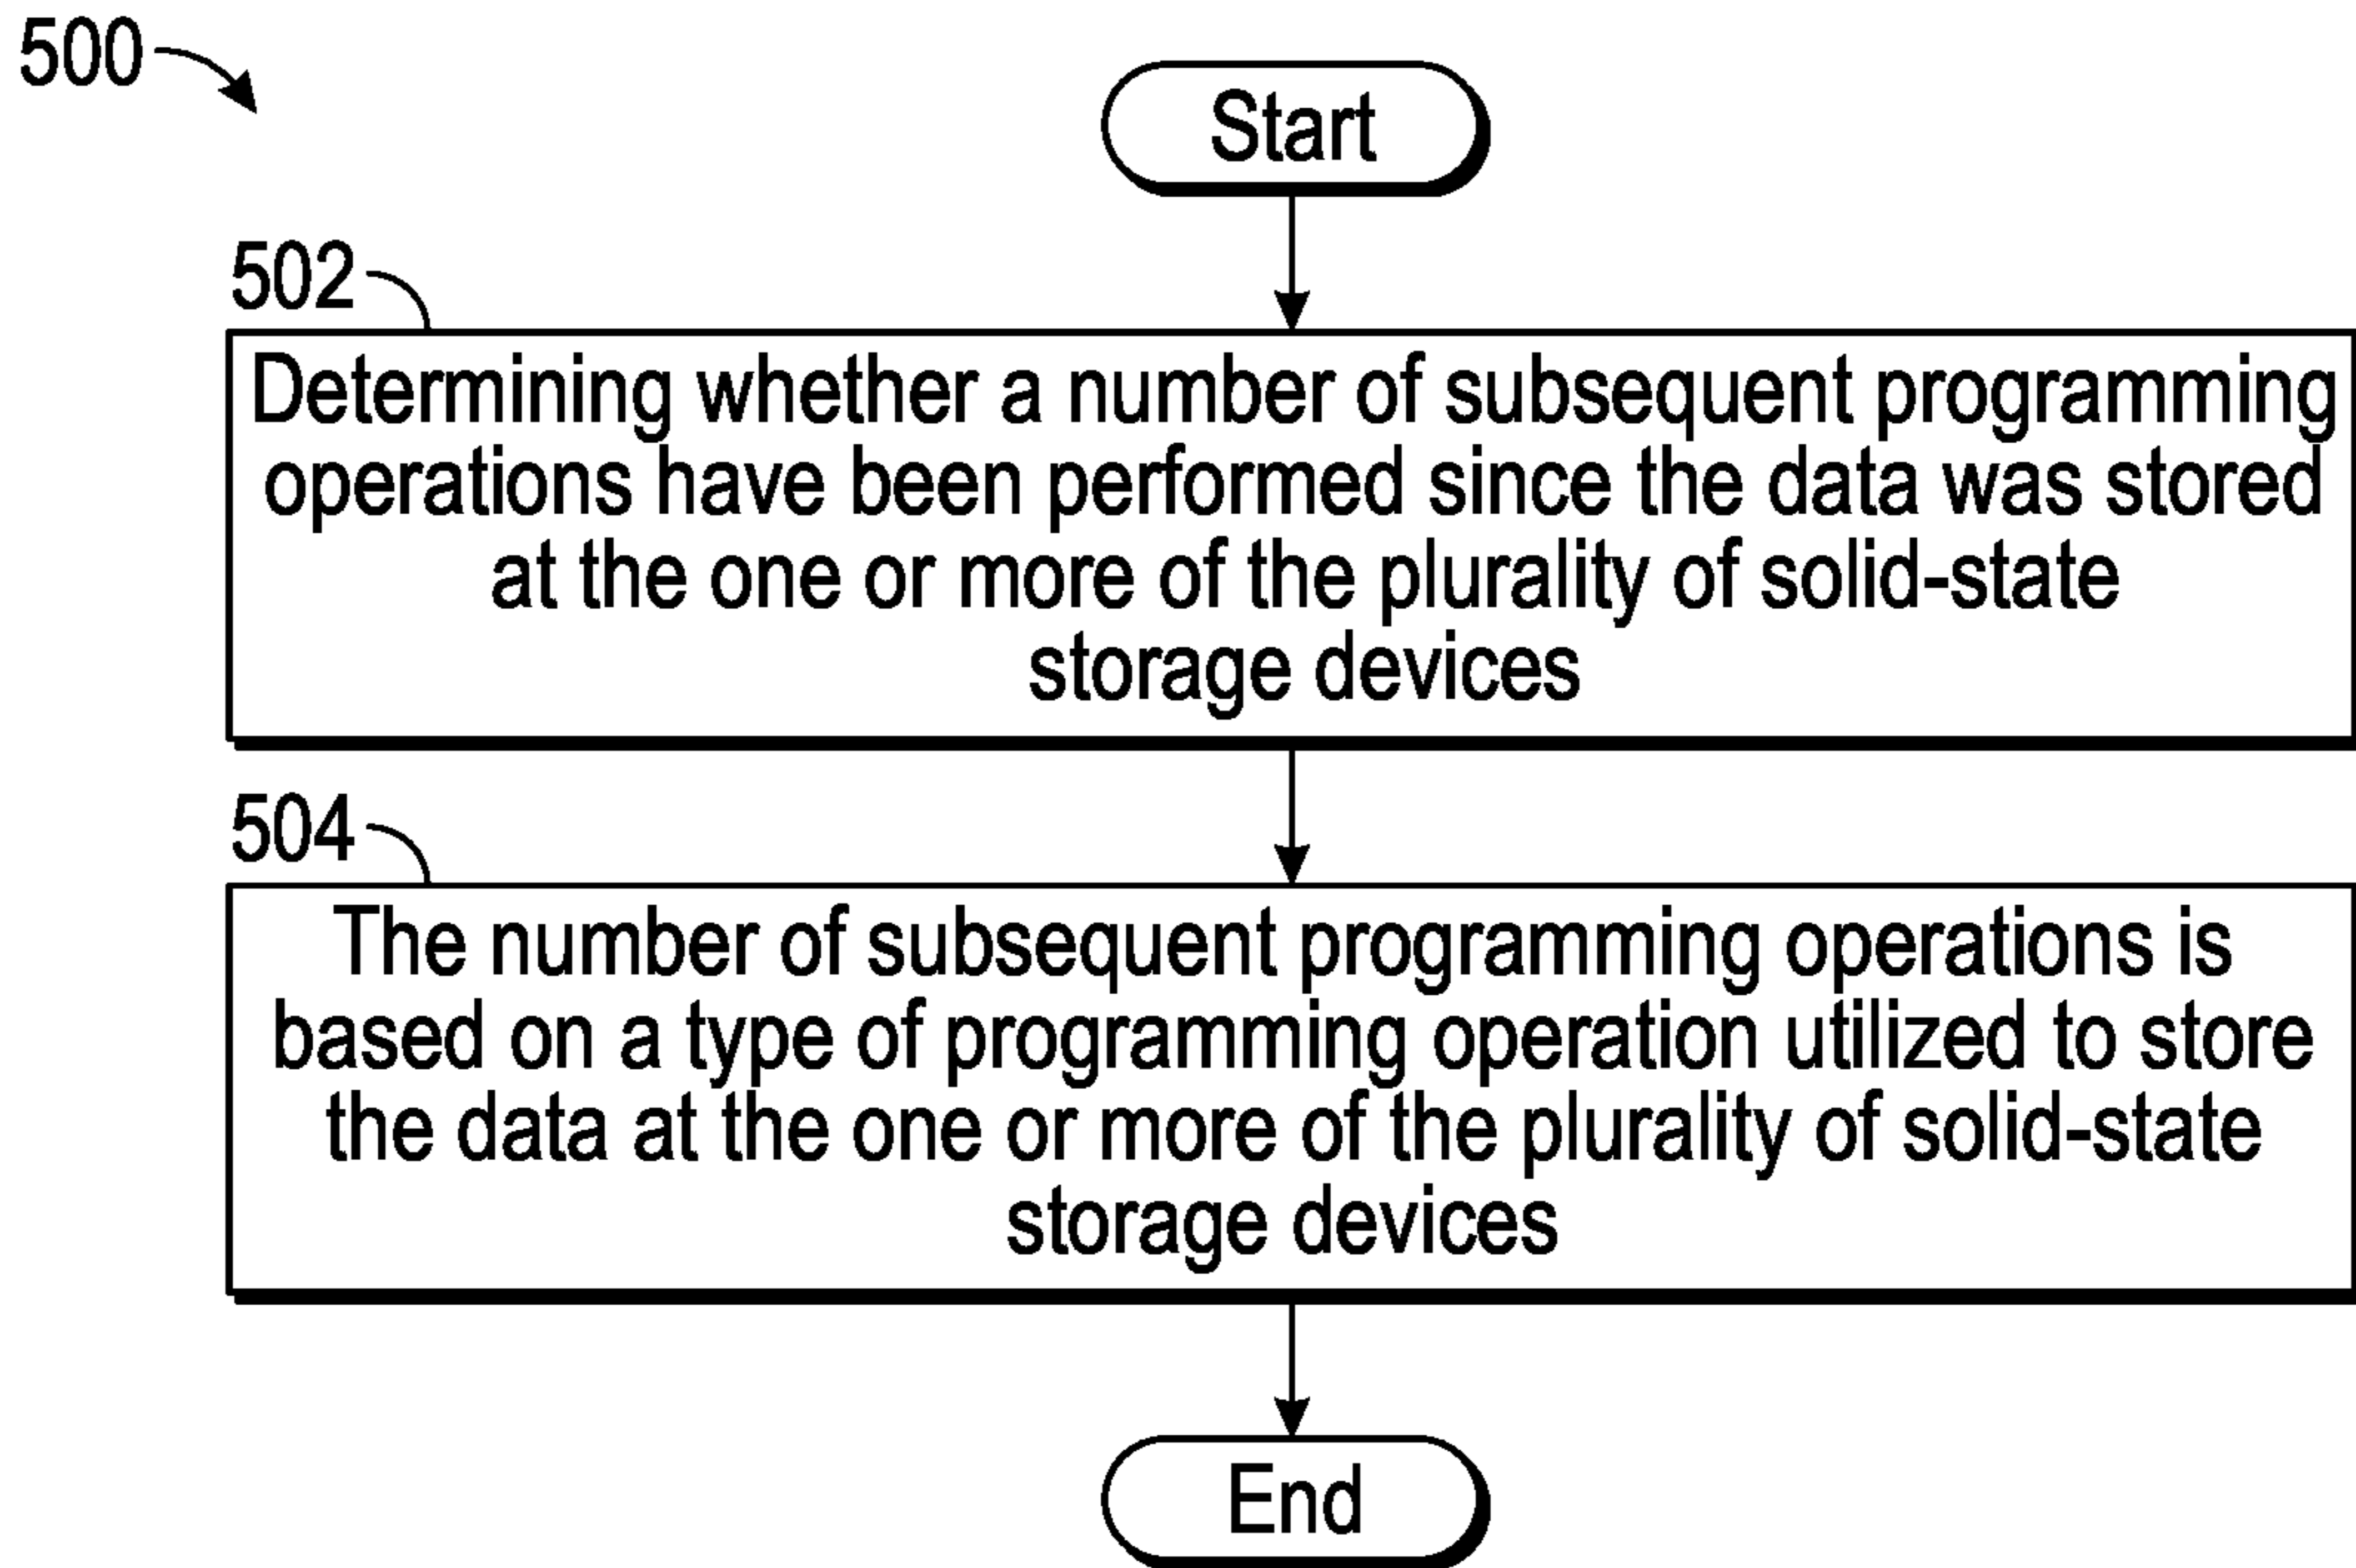 500
Start
502
Determining whether a number of subsequent programming
operations have been performed since the data was stored
at the one or more of the plurality of solid-state
storage devices
504
The number of subsequent programming operations is
based on a type of programming operation utilized to store
the data at the one or more of the plurality of solid-state
storage devices
End